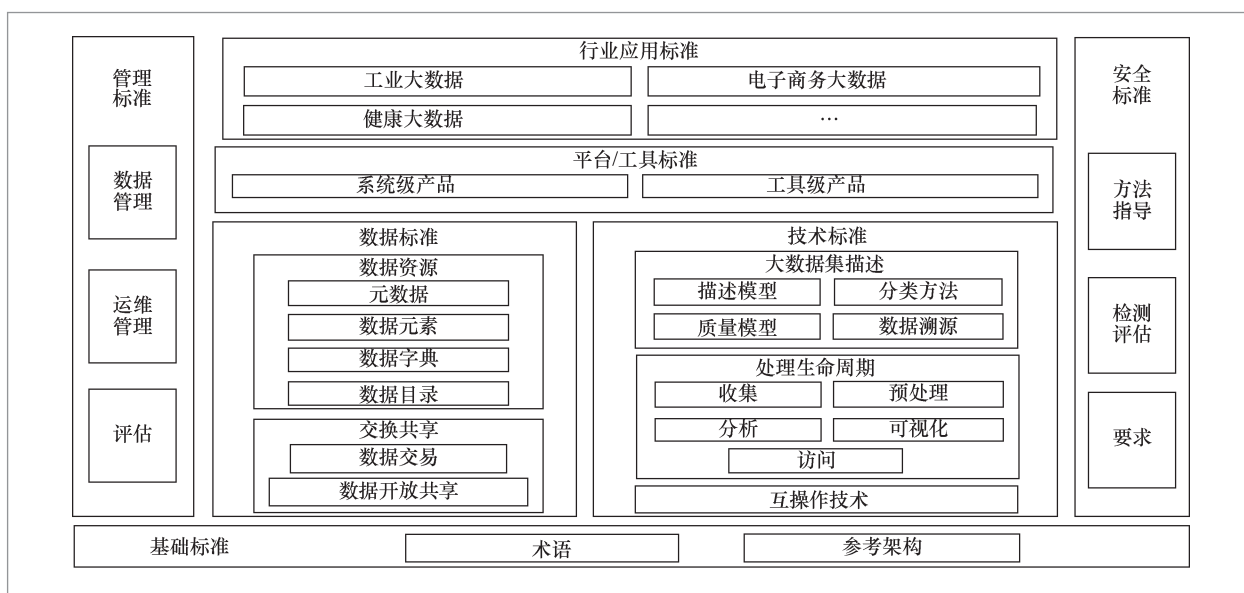 管理
标准
数据
管理
运维
管理
评估
行业应用标准
工业大数据
电子商务大数据
健康大数据
…
平台/工具标准
系统级产品
工具级产品
数据标准
数据资源
元数据
数据元素
数据字典
数据目录
交换共享
数据交易
数据开放共享
技术标准
大数据集描述
描述模型
分类方法
质量模型
数据溯源
处理生命周期
收集
预处理
分析
可视化
访问
互操作技术
安全
标准
方法
指导
检测
评估
要求
基础标准
术语
参考架构